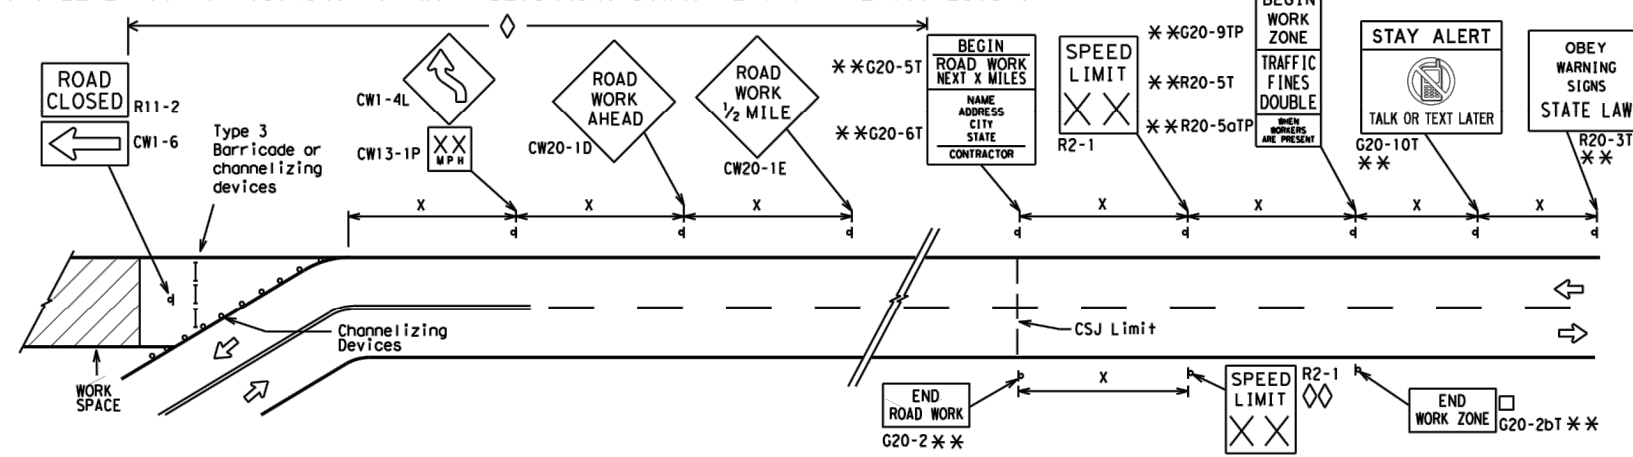 ROAD
CLOSED
R11-2
CW1-6
Type 3
Barricade or
channelizing
devices
CW1-4L
CW13-1P
XX
MPH
ROAD
WORK
AHEAD
CW20-1D
ROAD
WORK
1/2 MILE
CW20-1E
**G20-5T
**G20-6T
BEGIN
ROAD WORK
NEXT X MILES
NAME
ADDRESS
CITY
STATE
CONTRACTOR
SPEED
LIMIT
XX
R2-1
**G20-9TP
**R20-5T
**R20-5aTP
BEGIN
WORK
ZONE
TRAFFIC
FINES
DOUBLE
WHEN
WORKERS
ARE PRESENT
STAY ALERT
TALK OR TEXT LATER
G20-10T
**
OBEY
WARNING
SIGNS
STATE LAW
R20-3T
**
X X X X X X X
Channelizing
Devices
CSJ Limit
WORK
SPACE
END
ROAD WORK
G20-2 **
X
SPEED
LIMIT
XX
R2-1
END
WORK ZONE
G20-2bT **